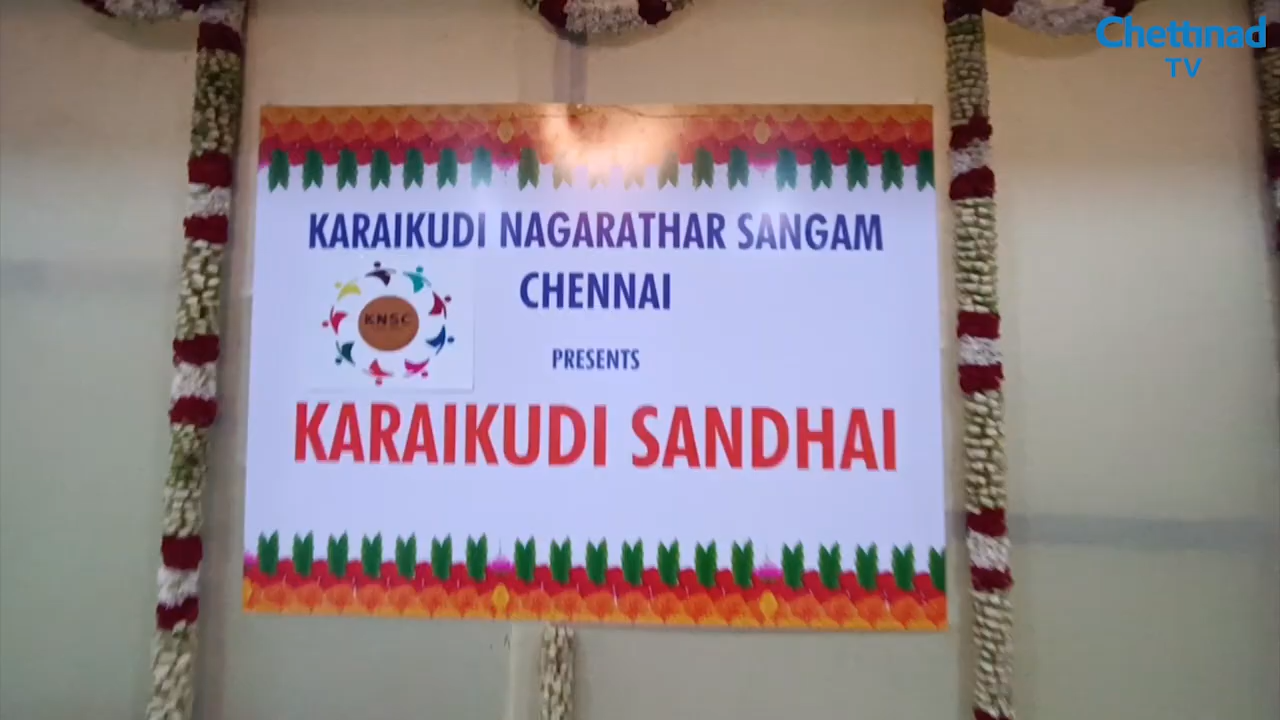 Chettinad
TV
KARAIKUDI NAGARATHAR SANGAM
CHENNAI
KNSC
PRESENTS
KARAIKUDI SANDHAI